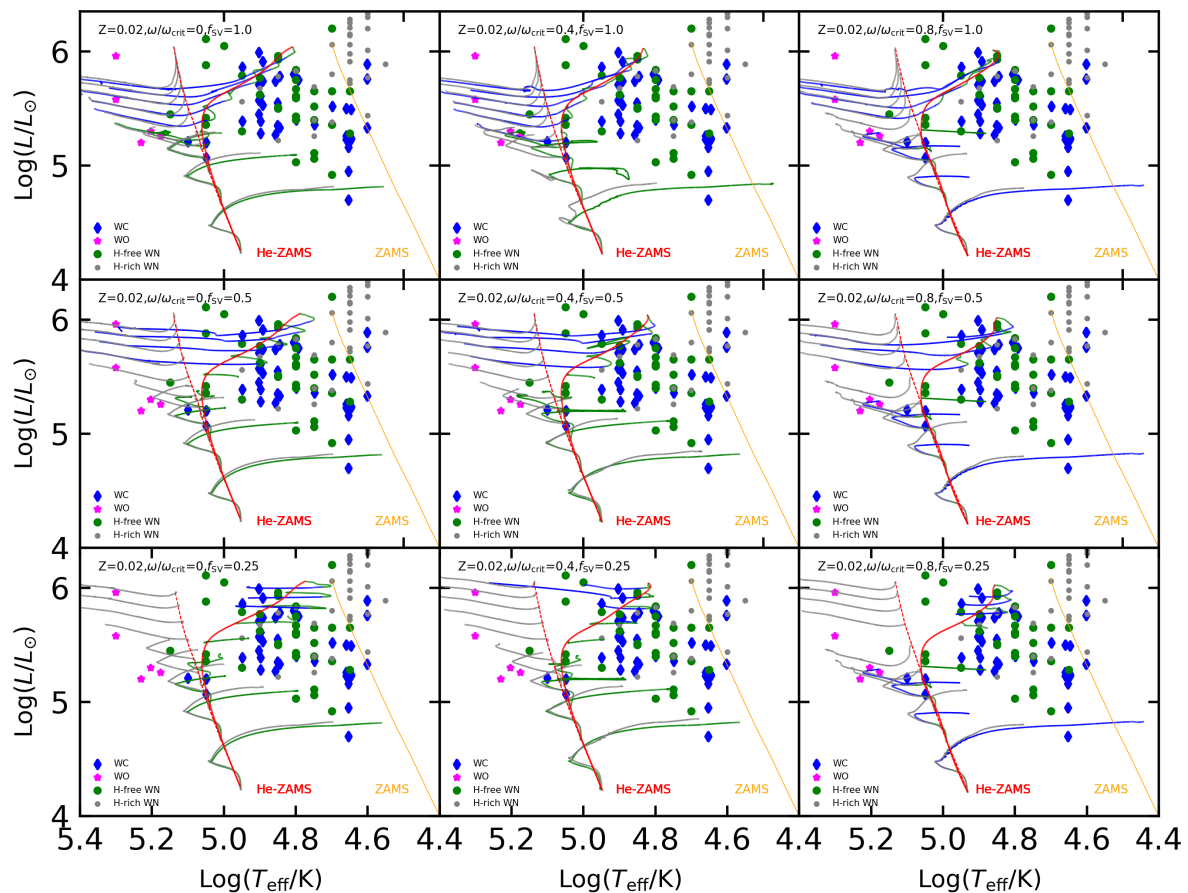 Z=0.02,ω/ω_crit=0,f_SV=1.0
Z=0.02,ω/ω_crit=0.4,f_SV=1.0
Z=0.02,ω/ω_crit=0.8,f_SV=1.0
6
Log(L/L⊙)
5
WC
WO
H-free WN
H-rich WN
He-ZAMS
ZAMS
WC
WO
H-free WN
H-rich WN
He-ZAMS
ZAMS
WC
WO
H-free WN
H-rich WN
He-ZAMS
ZAMS
4
Z=0.02,ω/ω_crit=0,f_SV=0.5
Z=0.02,ω/ω_crit=0.4,f_SV=0.5
Z=0.02,ω/ω_crit=0.8,f_SV=0.5
6
Log(L/L⊙)
5
WC
WO
H-free WN
H-rich WN
He-ZAMS
ZAMS
WC
WO
H-free WN
H-rich WN
He-ZAMS
ZAMS
WC
WO
H-free WN
H-rich WN
He-ZAMS
ZAMS
4
Z=0.02,ω/ω_crit=0,f_SV=0.25
Z=0.02,ω/ω_crit=0.4,f_SV=0.25
Z=0.02,ω/ω_crit=0.8,f_SV=0.25
6
Log(L/L⊙)
5
WC
WO
H-free WN
H-rich WN
He-ZAMS
ZAMS
WC
WO
H-free WN
H-rich WN
He-ZAMS
ZAMS
WC
WO
H-free WN
H-rich WN
He-ZAMS
ZAMS
4
5.4 5.2 5.0 4.8 4.6 4.4 5.2 5.0 4.8 4.6 4.4 5.2 5.0 4.8 4.6 4.4
Log(T_eff/K) Log(T_eff/K) Log(T_eff/K)